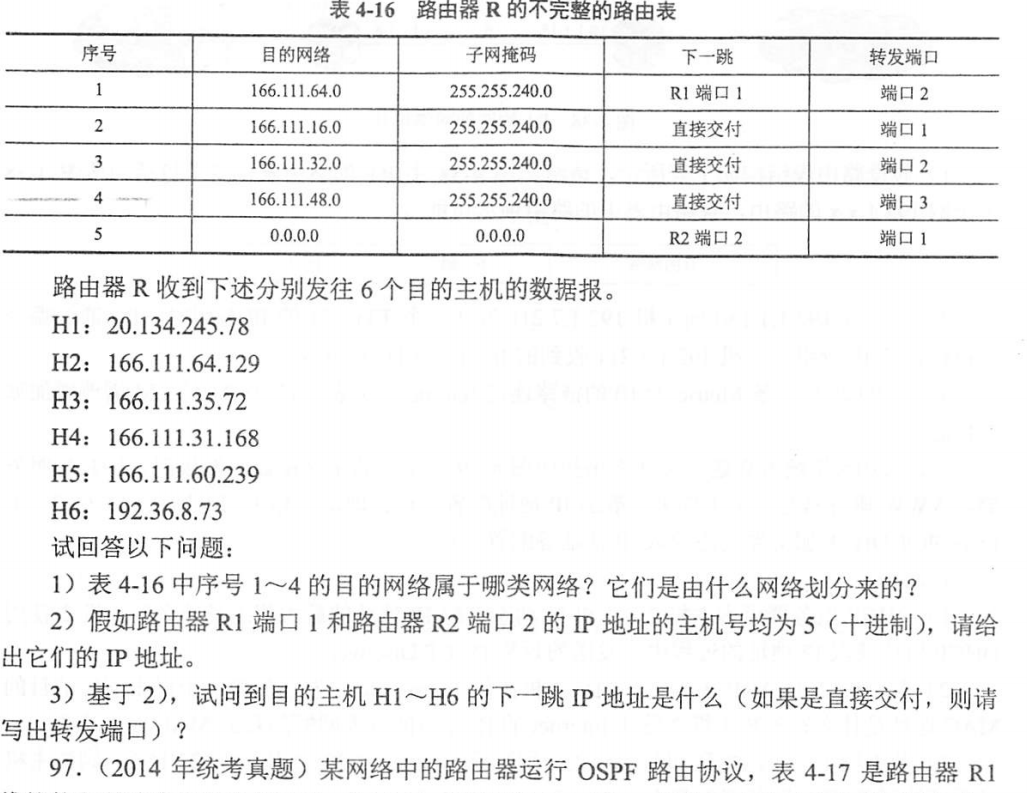 表 4-16 路由器 R 的不完整的路由表
序号 目的网络 子网掩码 下一跳 转发端口
1 166.111.64.0 255.255.240.0 R1 端口 1 端口 2
2 166.111.16.0 255.255.240.0 直接交付 端口 1
3 166.111.32.0 255.255.240.0 直接交付 端口 2
4 166.111.48.0 255.255.240.0 直接交付 端口 3
5 0.0.0.0 0.0.0.0 R2 端口 2 端口 1
路由器 R 收到下述分别发往 6 个目的主机的数据报。
H1：20.134.245.78
H2：166.111.64.129
H3：166.111.35.72
H4：166.111.31.168
H5：166.111.60.239
H6：192.36.8.73
试回答以下问题：
1）表 4-16 中序号 1～4 的目的网络属于哪类网络？它们是由什么网络划分来的？
2）假如路由器 R1 端口 1 和路由器 R2 端口 2 的 IP 地址的主机号均为 5（十进制），请给
出它们的 IP 地址。
3）基于 2），试问到目的主机 H1～H6 的下一跳 IP 地址是什么（如果是直接交付，则请
写出转发端口）？
97.（2014 年统考真题）某网络中的路由器运行 OSPF 路由协议，表 4-17 是路由器 R1